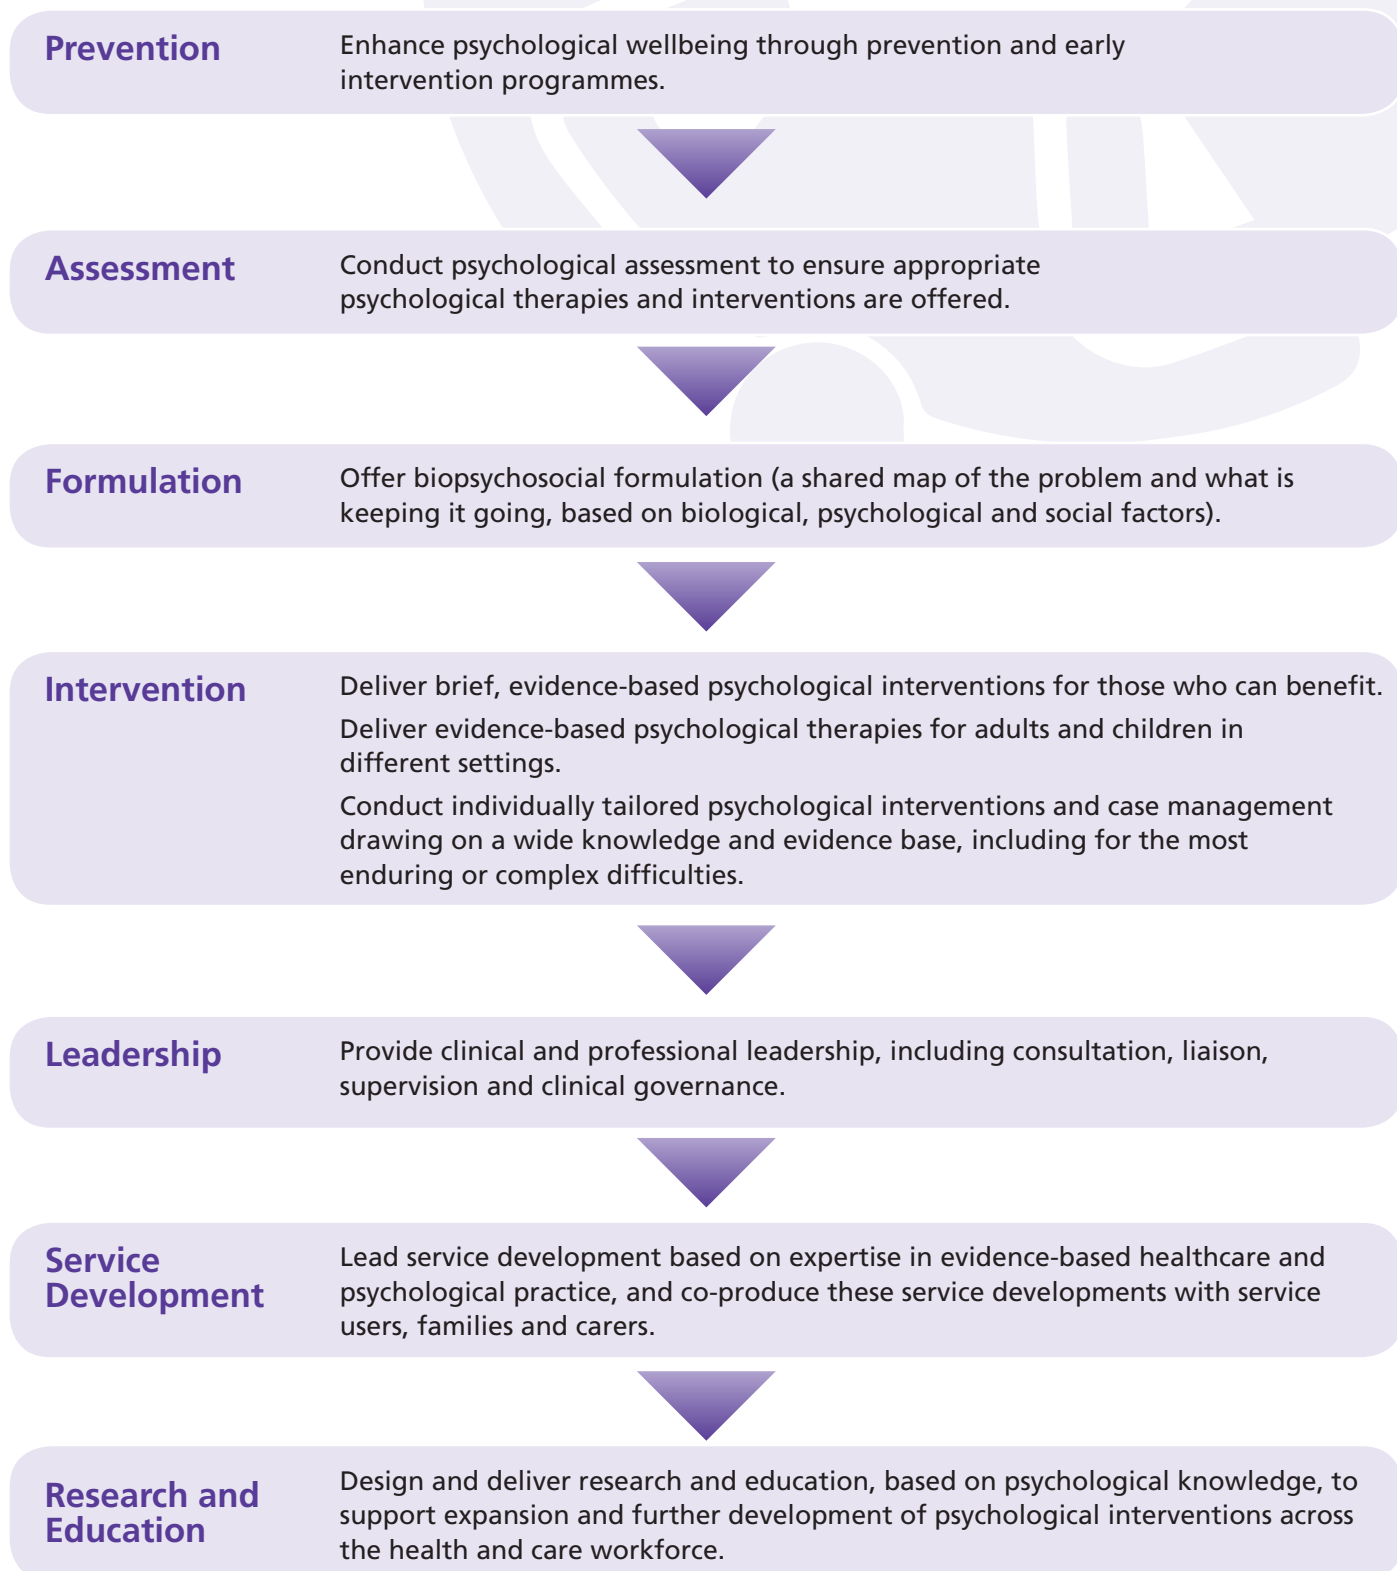 Prevention
Enhance psychological wellbeing through prevention and early
intervention programmes.
Assessment
Conduct psychological assessment to ensure appropriate
psychological therapies and interventions are offered.
Formulation
Offer biopsychosocial formulation (a shared map of the problem and what is
keeping it going, based on biological, psychological and social factors).
Intervention
Deliver brief, evidence-based psychological interventions for those who can benefit.
Deliver evidence-based psychological therapies for adults and children in
different settings.
Conduct individually tailored psychological interventions and case management
drawing on a wide knowledge and evidence base, including for the most
enduring or complex difficulties.
Leadership
Provide clinical and professional leadership, including consultation, liaison,
supervision and clinical governance.
Service
Development
Lead service development based on expertise in evidence-based healthcare and
psychological practice, and co-produce these service developments with service
users, families and carers.
Research and
Education
Design and deliver research and education, based on psychological knowledge, to
support expansion and further development of psychological interventions across
the health and care workforce.